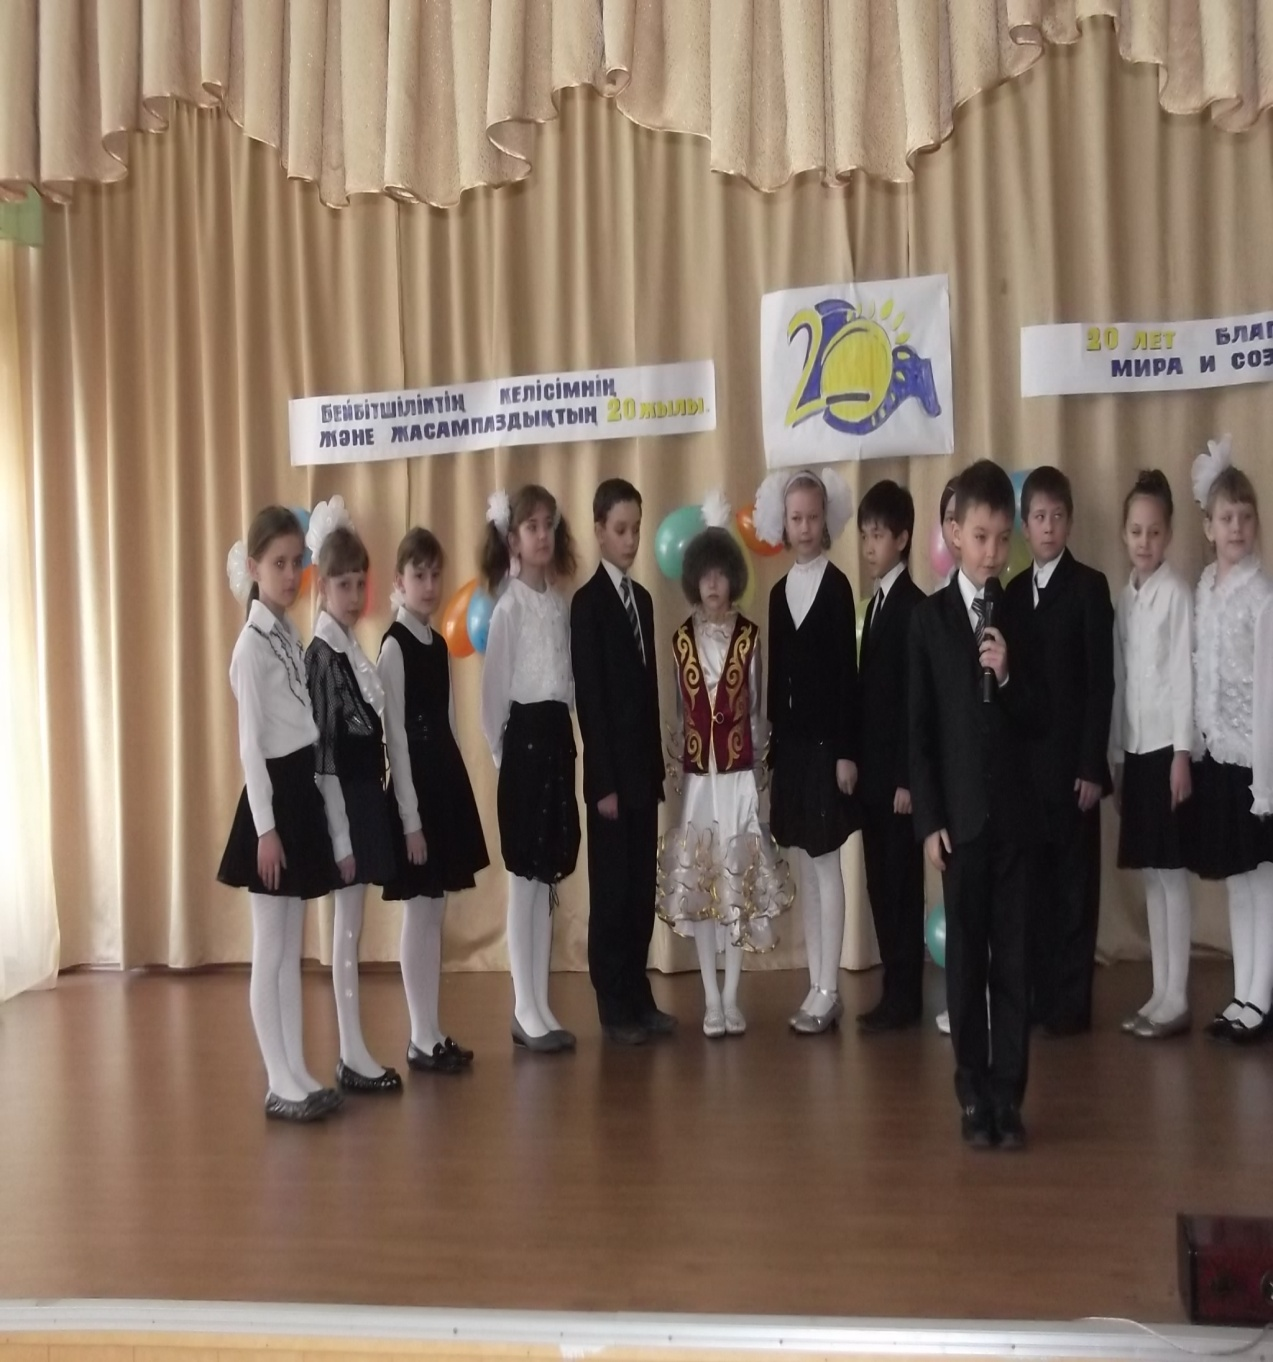 БЕЙБІТШІЛІКТІҢ КЕЛІСІМНІҢ
ЖӘНЕ ЖАСАМПАЗДЫҚТЫҢ 20 ЖЫЛЫ.
20
20 ЛЕТ
МИРА И